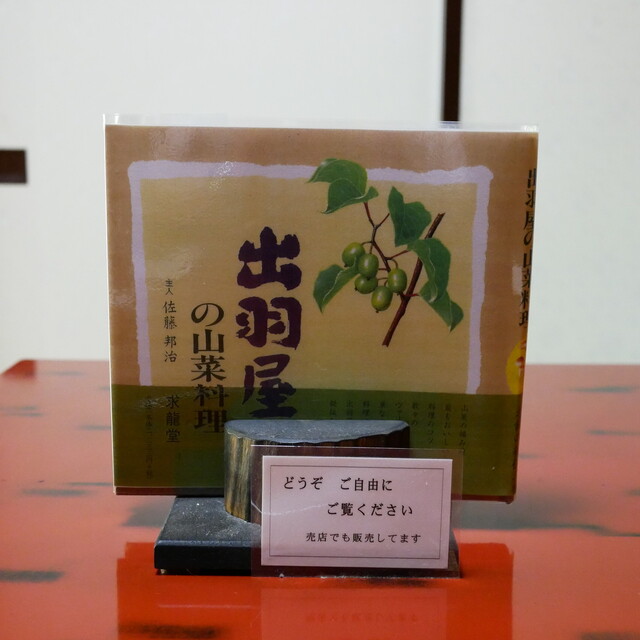 出羽屋
の山菜料理
主人 佐藤邦治
求龍堂
出羽屋の山菜料理
どうぞ ご自由に
ご覧ください
売店でも販売してます